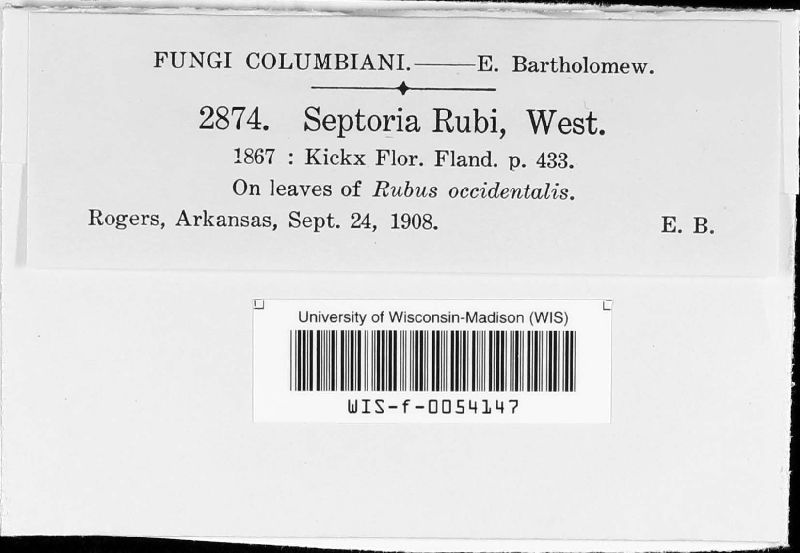 FUNGI COLUMBIANI.——E. Bartholomew.
2874. Septoria Rubi, West.
1867 : Kickx Flor. Fland. p. 433.
On leaves of Rubus occidentalis.
Rogers, Arkansas, Sept. 24, 1908. E. B.
University of Wisconsin-Madison (WIS)
WIS-f-0054147